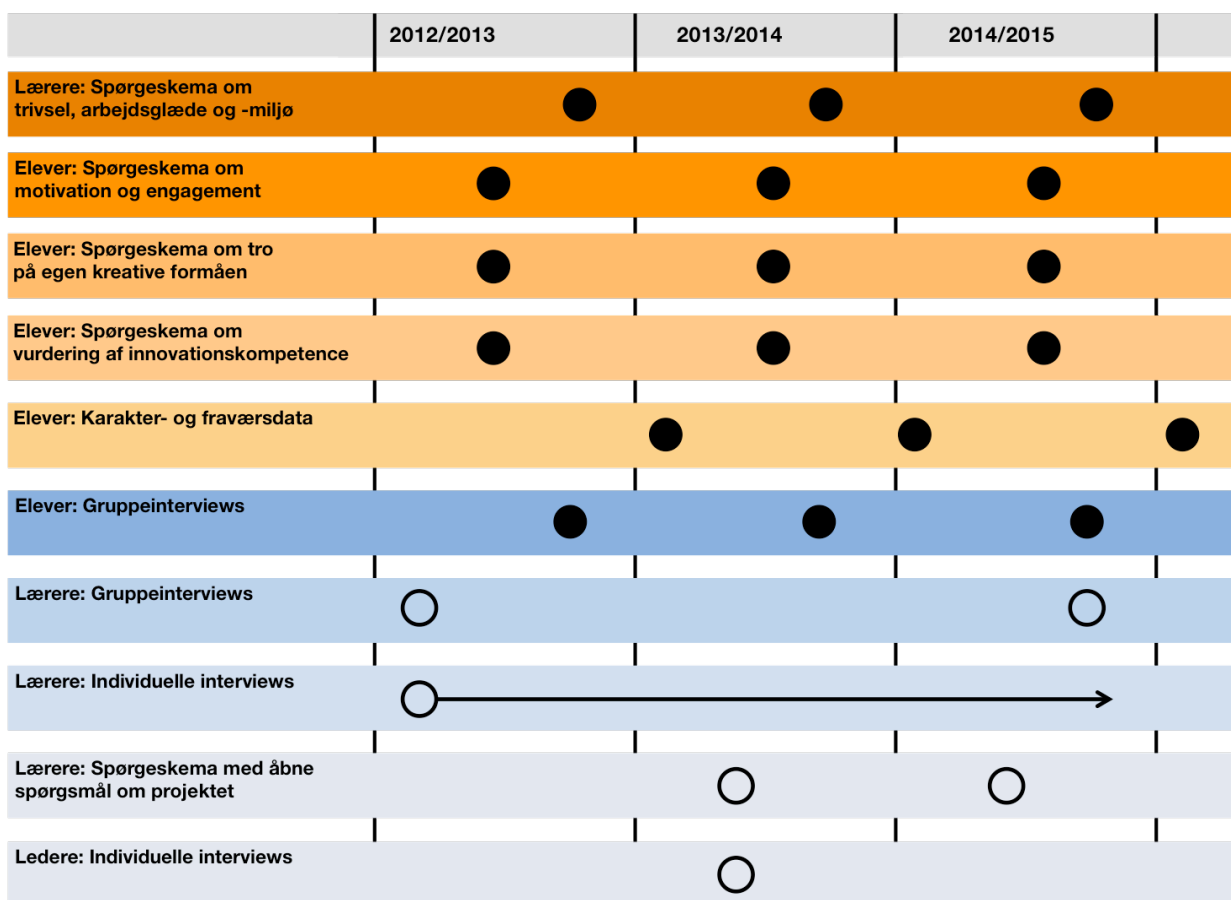 2012/2013 2013/2014 2014/2015
Lærere: Spørgeskema om
trivsel, arbejdsglæde og -miljø
Elever: Spørgeskema om
motivation og engagement
Elever: Spørgeskema om tro
på egen kreative formåen
Elever: Spørgeskema om
vurdering af innovationskompetence
Elever: Karakter- og fraværsdata
Elever: Gruppeinterviews
Lærere: Gruppeinterviews
Lærere: Individuelle interviews
Lærere: Spørgeskema med åbne
spørgsmål om projektet
Ledere: Individuelle interviews